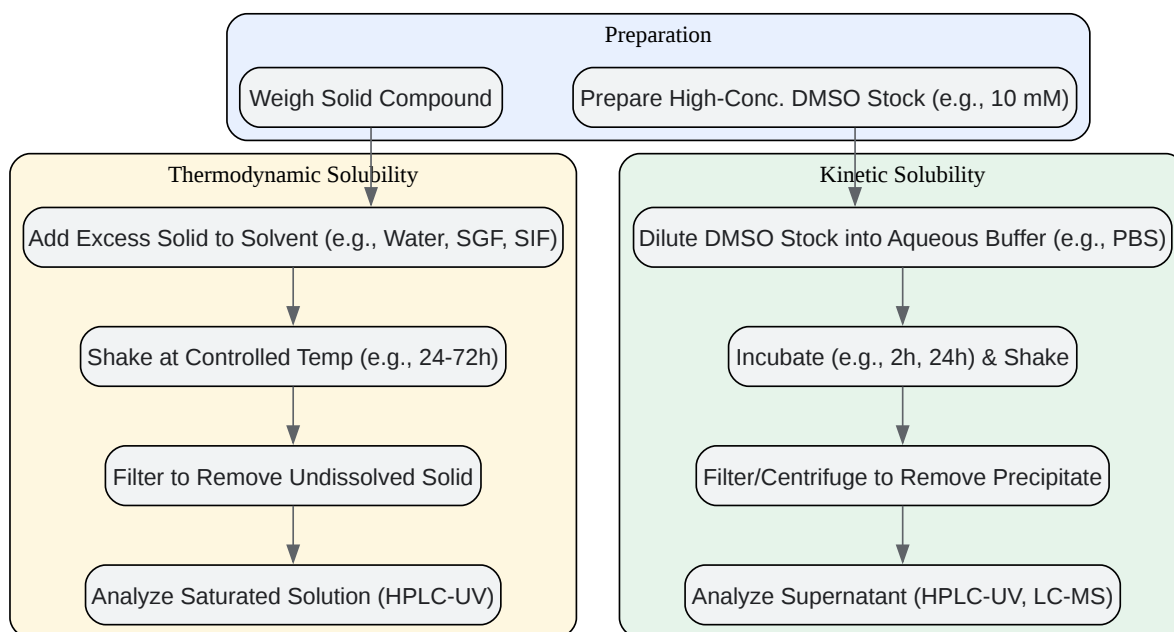 Preparation
Weigh Solid Compound
Prepare High-Conc. DMSO Stock (e.g., 10 mM)
Thermodynamic Solubility
Add Excess Solid to Solvent (e.g., Water, SGF, SIF)
Shake at Controlled Temp (e.g., 24-72h)
Filter to Remove Undissolved Solid
Analyze Saturated Solution (HPLC-UV)
Kinetic Solubility
Dilute DMSO Stock into Aqueous Buffer (e.g., PBS)
Incubate (e.g., 2h, 24h) & Shake
Filter/Centrifuge to Remove Precipitate
Analyze Supernatant (HPLC-UV, LC-MS)